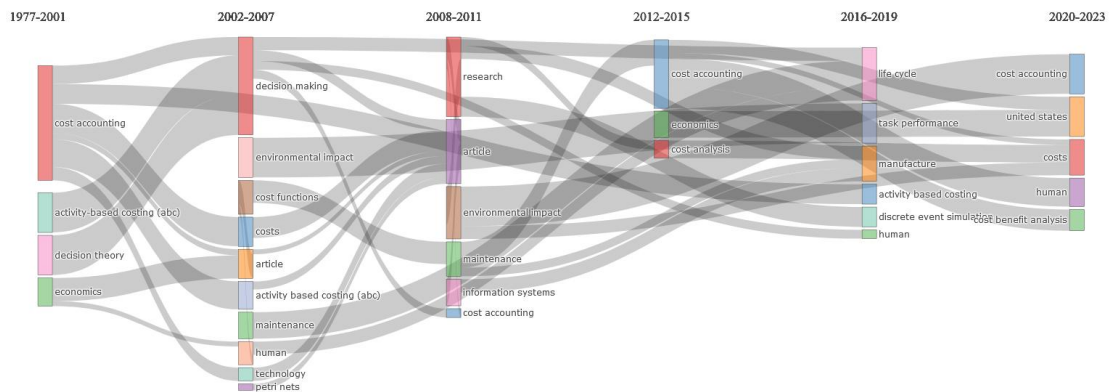 1977-2001
2002-2007
2008-2011
2012-2015
2016-2019
2020-2023
cost accounting
activity-based costing (abc)
decision theory
economics
decision making
environmental impact
cost functions
costs
article
activity based costing (abc)
maintenance
human
technology
petri nets
research
article
environmental impact
maintenance
information systems
cost accounting
cost accounting
economics
cost analysis
life cycle
task performance
manufacture
activity based costing
discrete event simulation
human
cost accounting
united states
costs
human
cost benefit analysis